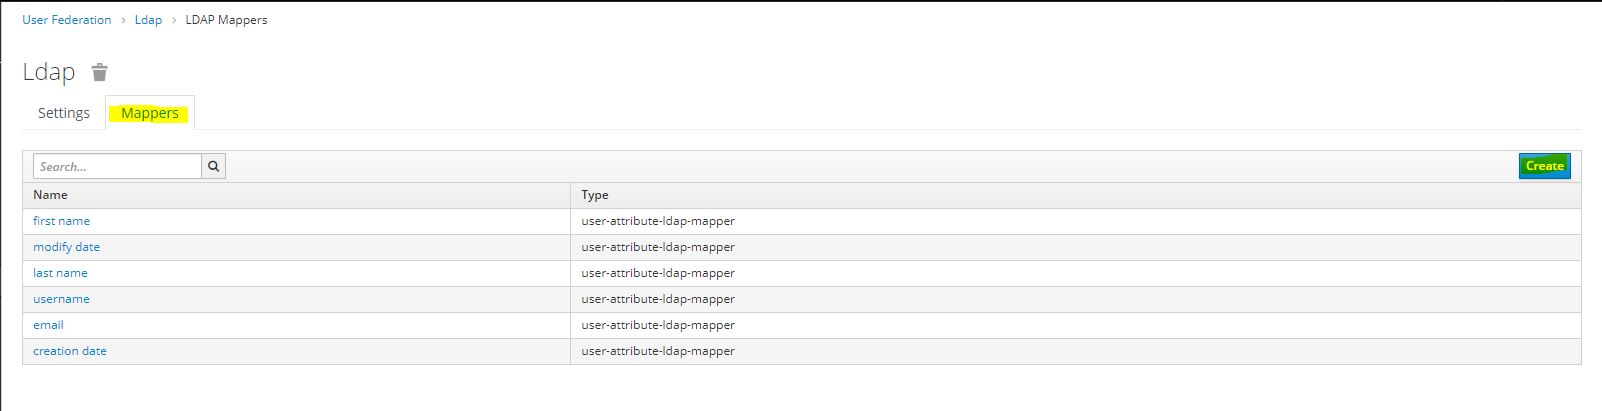 User Federation > Ldap > LDAP Mappers
Ldap
Settings Mappers
Search... Create
Name Type
first name user-attribute-ldap-mapper
modify date user-attribute-ldap-mapper
last name user-attribute-ldap-mapper
username user-attribute-ldap-mapper
email user-attribute-ldap-mapper
creation date user-attribute-ldap-mapper